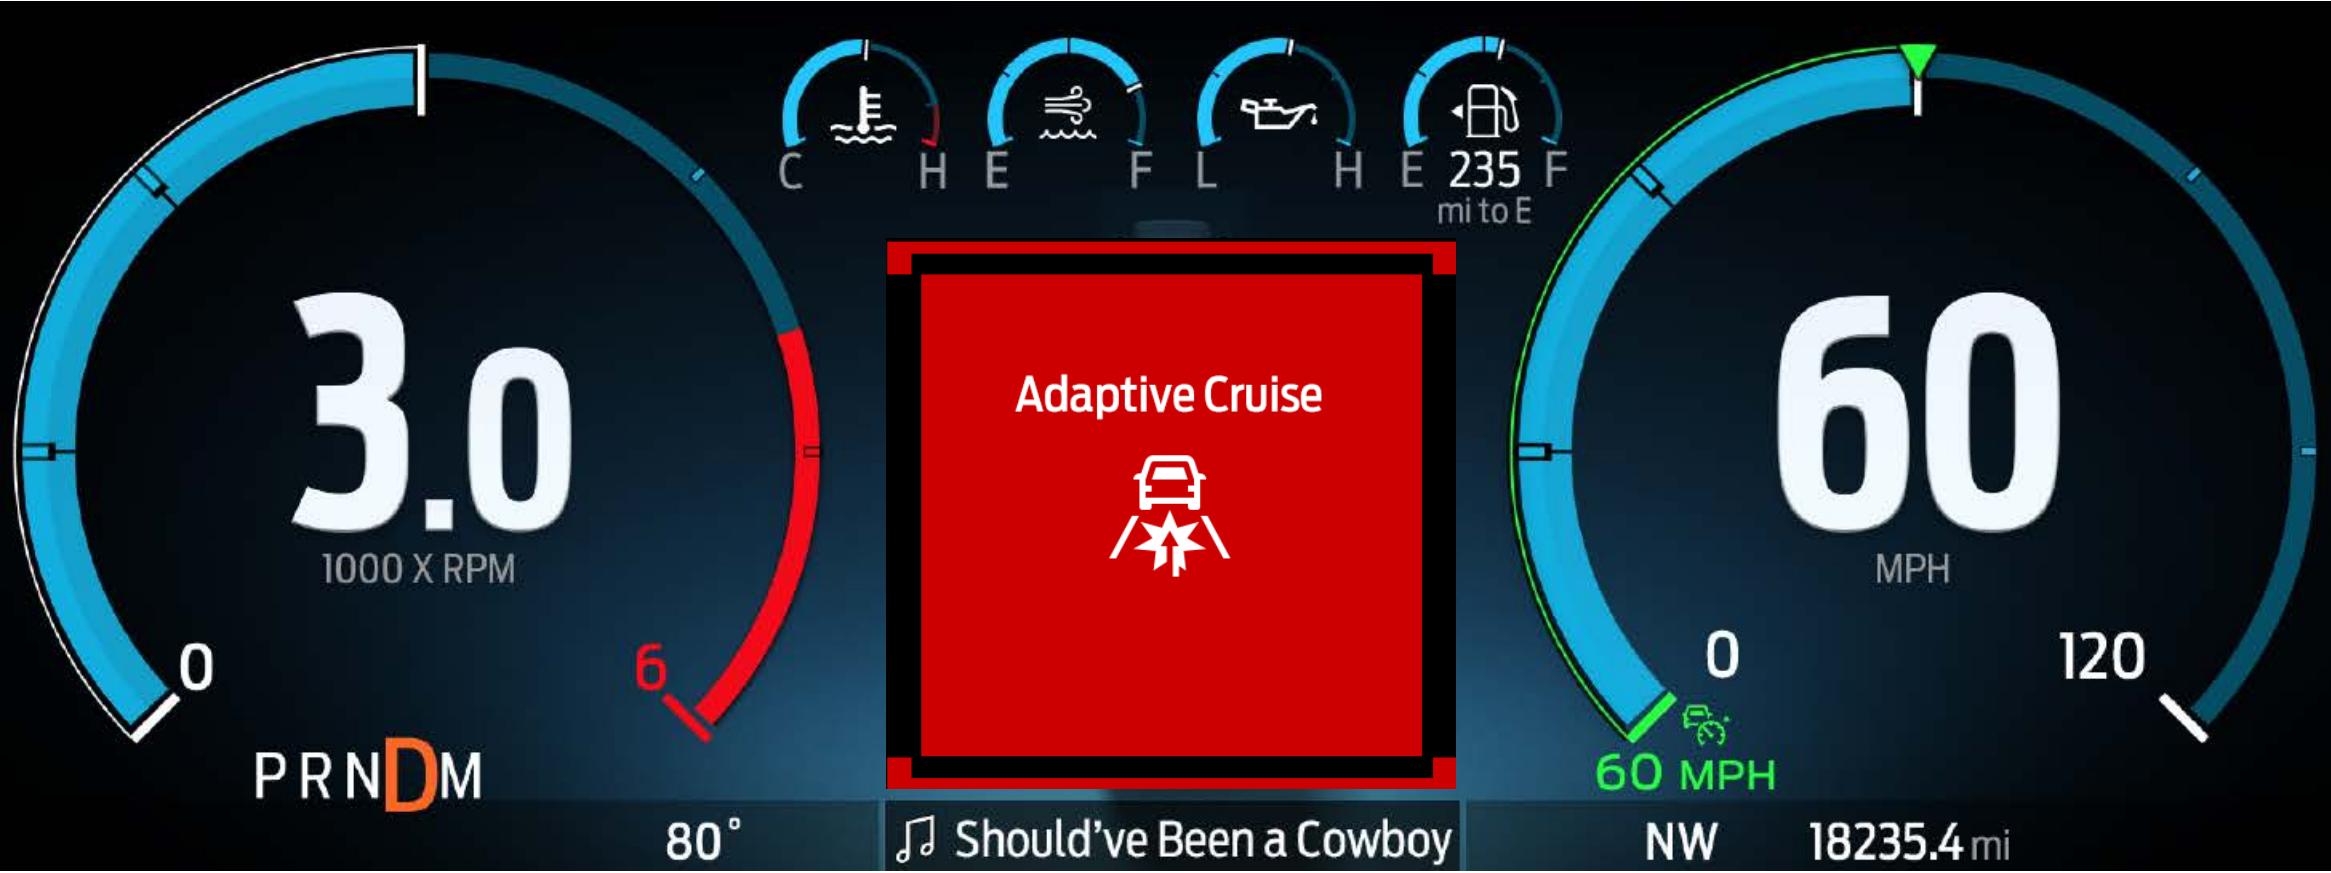 C H
E F
L H
E 235 F
mi to E
Adaptive Cruise
3.0
1000 X RPM
0
6
60
MPH
0
120
60 MPH
P R N D M
80°
Should've Been a Cowboy
NW
18235.4 mi